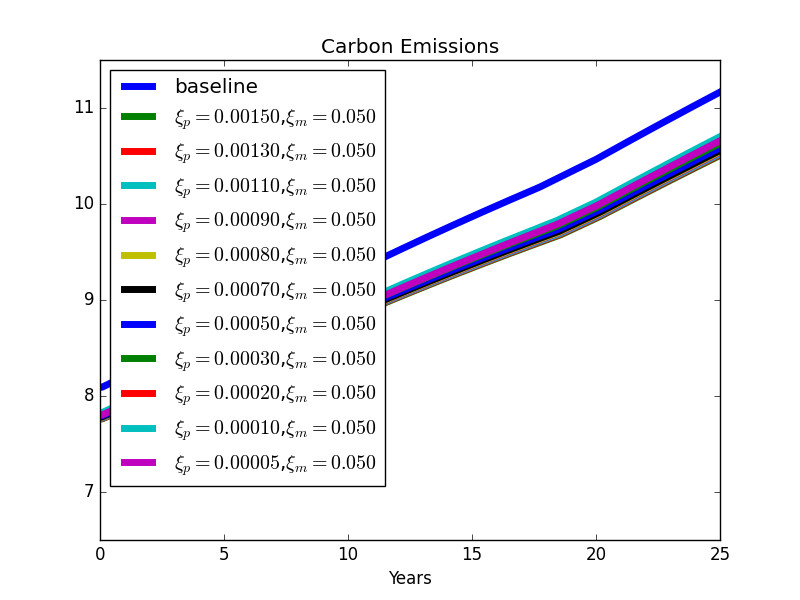 Carbon Emissions
11
10
9
8
7
baseline
ξp = 0.00150,ξm = 0.050
ξp = 0.00130,ξm = 0.050
ξp = 0.00110,ξm = 0.050
ξp = 0.00090,ξm = 0.050
ξp = 0.00080,ξm = 0.050
ξp = 0.00070,ξm = 0.050
ξp = 0.00050,ξm = 0.050
ξp = 0.00030,ξm = 0.050
ξp = 0.00020,ξm = 0.050
ξp = 0.00010,ξm = 0.050
ξp = 0.00005,ξm = 0.050
0 5 10 15 20 25
Years